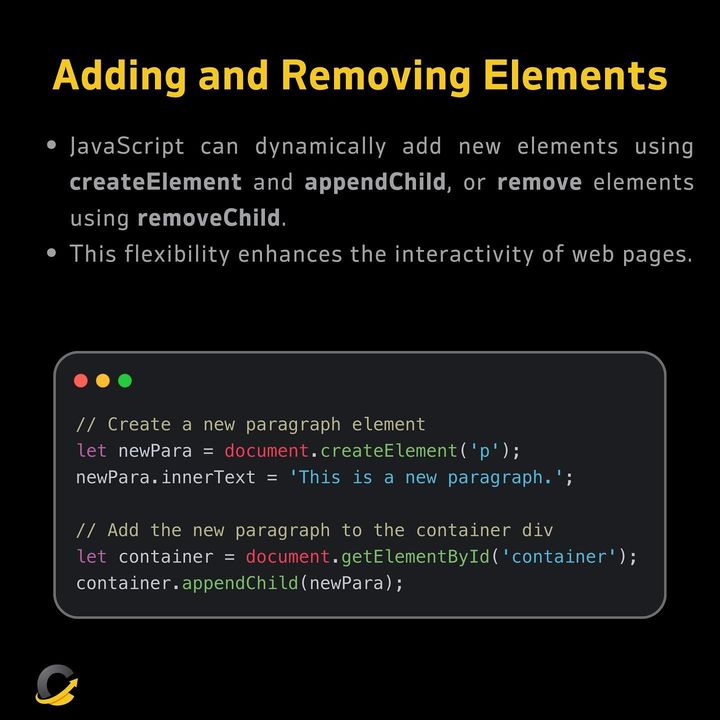 Adding and Removing Elements
• JavaScript can dynamically add new elements using
createElement and appendChild, or remove elements
using removeChild.
• This flexibility enhances the interactivity of web pages.
// Create a new paragraph element
let newPara = document.createElement('p');
newPara.innerText = 'This is a new paragraph.';
// Add the new paragraph to the container div
let container = document.getElementById('container');
container.appendChild(newPara);